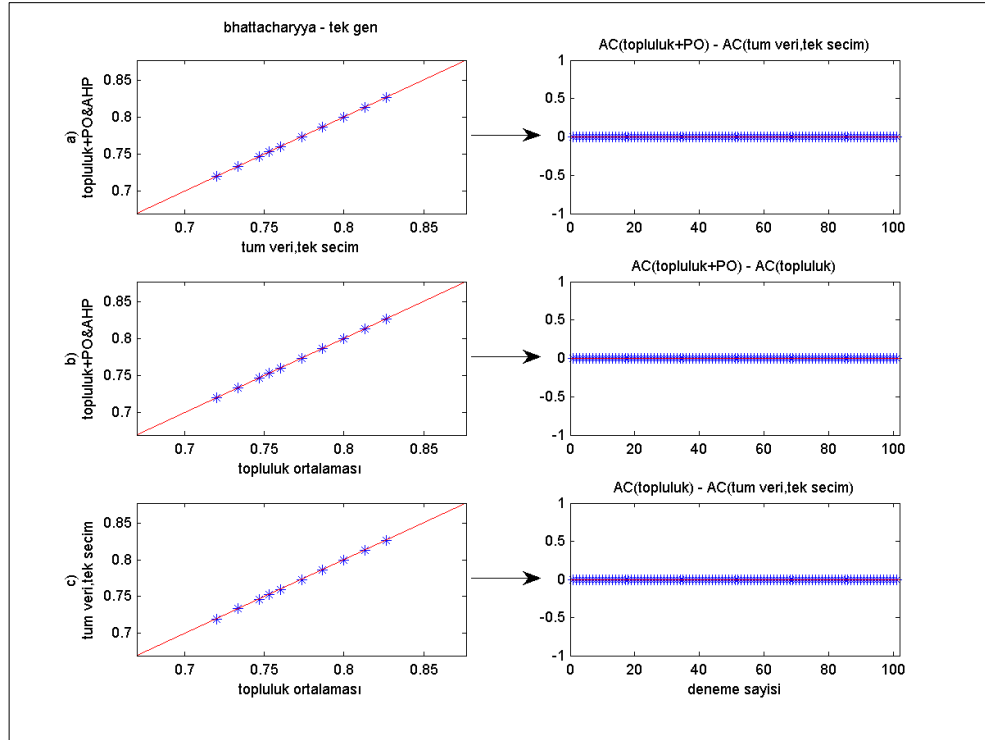 bhattacharyya - tek gen
a)
topluluk+PO&AHP
0.85
0.8
0.75
0.7
0.7 0.75 0.8 0.85
tum veri,tek secim
AC(topluluk+PO) - AC(tum veri,tek secim)
1
0.5
0
-0.5
-1
0 20 40 60 80 100
b)
topluluk+PO&AHP
0.85
0.8
0.75
0.7
0.7 0.75 0.8 0.85
topluluk ortalaması
AC(topluluk+PO) - AC(topluluk)
1
0.5
0
-0.5
-1
0 20 40 60 80 100
c)
tum veri,tek secim
0.85
0.8
0.75
0.7
0.7 0.75 0.8 0.85
topluluk ortalaması
AC(topluluk) - AC(tum veri,tek secim)
1
0.5
0
-0.5
-1
0 20 40 60 80 100
deneme sayisi